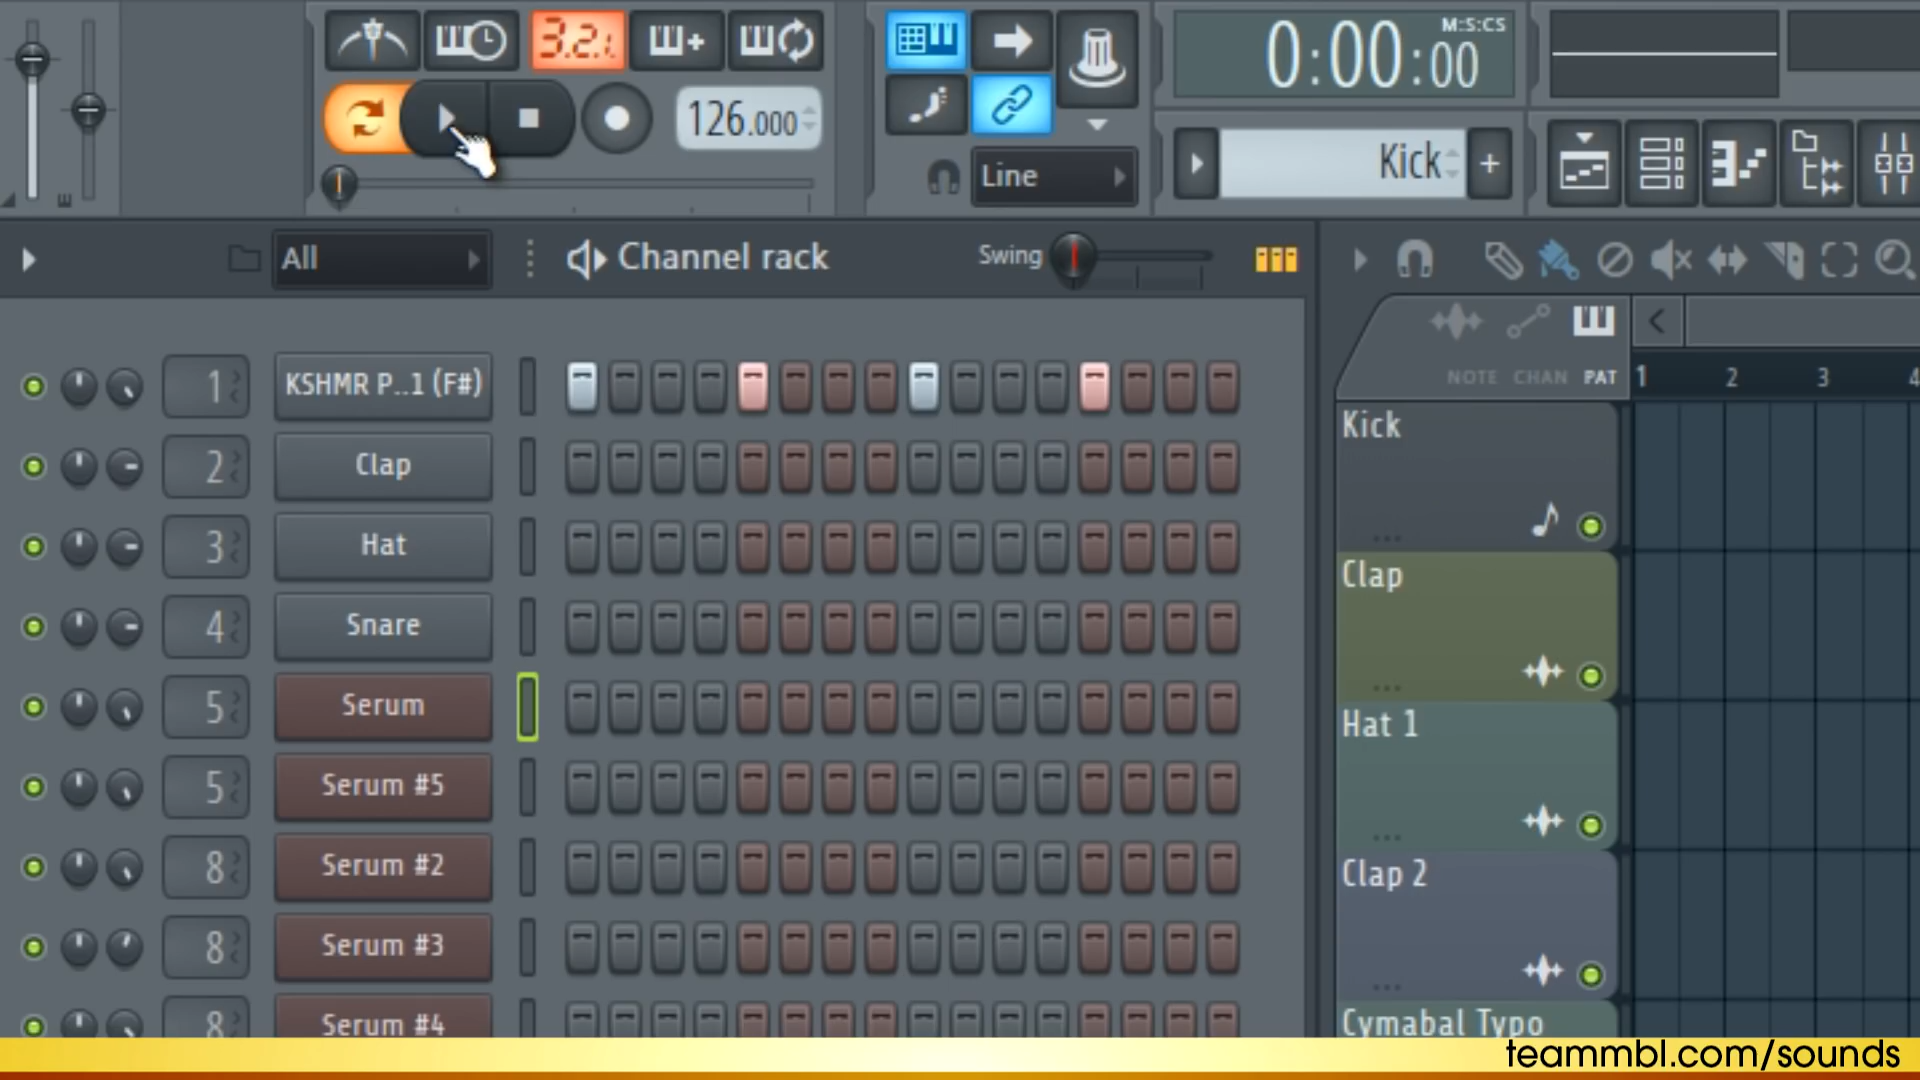 3.2.1
126.000
M:S:CS
0:00:00
Line
Kick
All
Channel rack
Swing
NOTE CHAN PAT
1 2 3 4
1 KSHMR P..1 (F#)
2 Clap
3 Hat
4 Snare
5 Serum
5 Serum #5
8 Serum #2
8 Serum #3
8 Serum #4
Kick
Clap
Hat 1
Clap 2
Cymabal Typo
teammbl.com/sounds